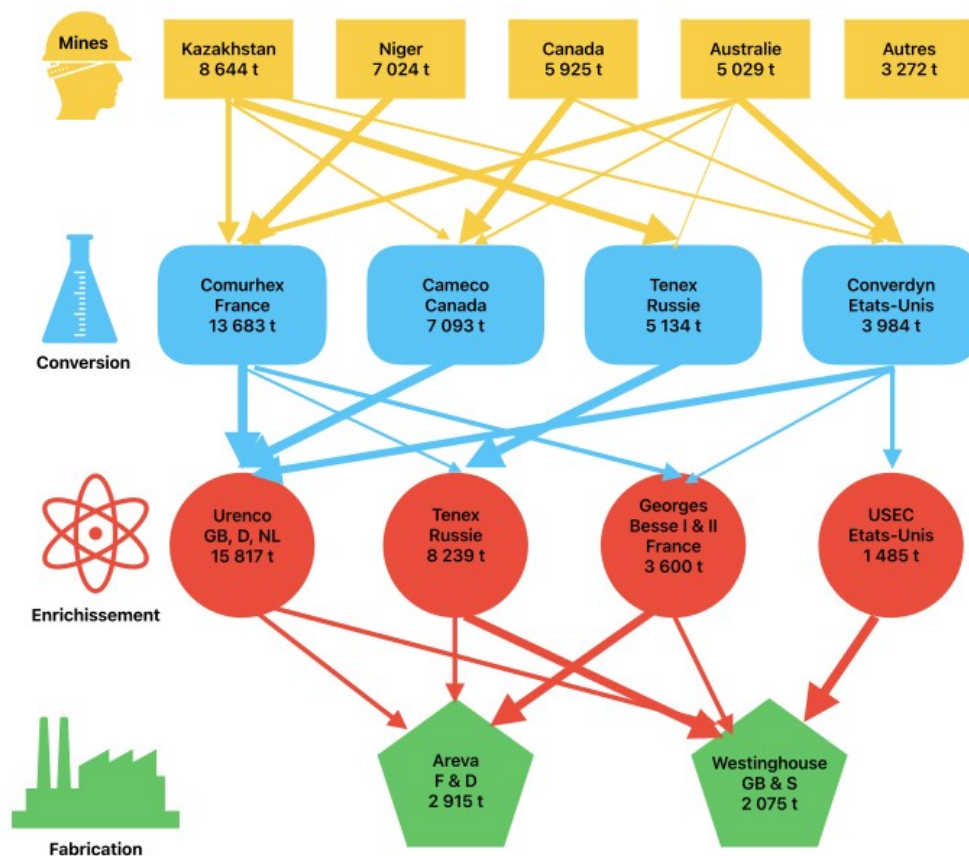 Mines
Kazakhstan
8 644 t
Niger
7 024 t
Canada
5 925 t
Australie
5 029 t
Autres
3 272 t
Conversion
Comurhex
France
13 683 t
Cameco
Canada
7 093 t
Tenex
Russie
5 134 t
Converdyn
Etats-Unis
3 984 t
Enrichissement
Urenco
GB, D, NL
15 817 t
Tenex
Russie
8 239 t
Georges
Besse I & II
France
3 600 t
USEC
Etats-Unis
1 485 t
Fabrication
Areva
F & D
2 915 t
Westinghouse
GB & S
2 075 t